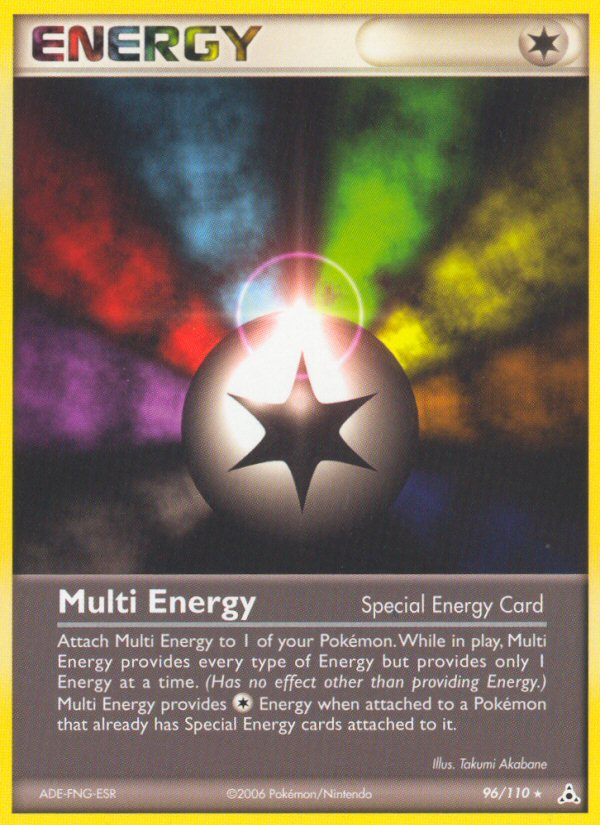 ENERGY
Multi Energy Special Energy Card
Attach Multi Energy to 1 of your Pokémon. While in play, Multi
Energy provides every type of Energy but provides only 1
Energy at a time. (Has no effect other than providing Energy.)
Multi Energy provides Energy when attached to a Pokémon
that already has Special Energy cards attached to it.
Illus. Takumi Akabane
ADE-FNG-ESR ©2006 Pokémon/Nintendo 96/110 ★